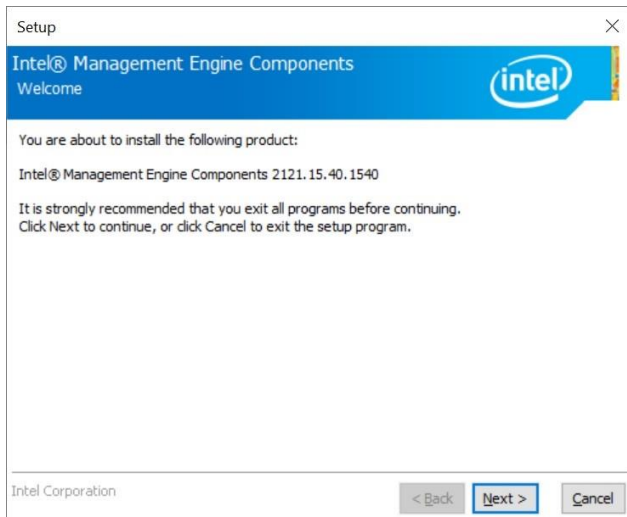 Setup
Intel® Management Engine Components
Welcome
intel
You are about to install the following product:
Intel® Management Engine Components 2121.15.40.1540
It is strongly recommended that you exit all programs before continuing.
Click Next to continue, or click Cancel to exit the setup program.
Intel Corporation
< Back
Next >
Cancel